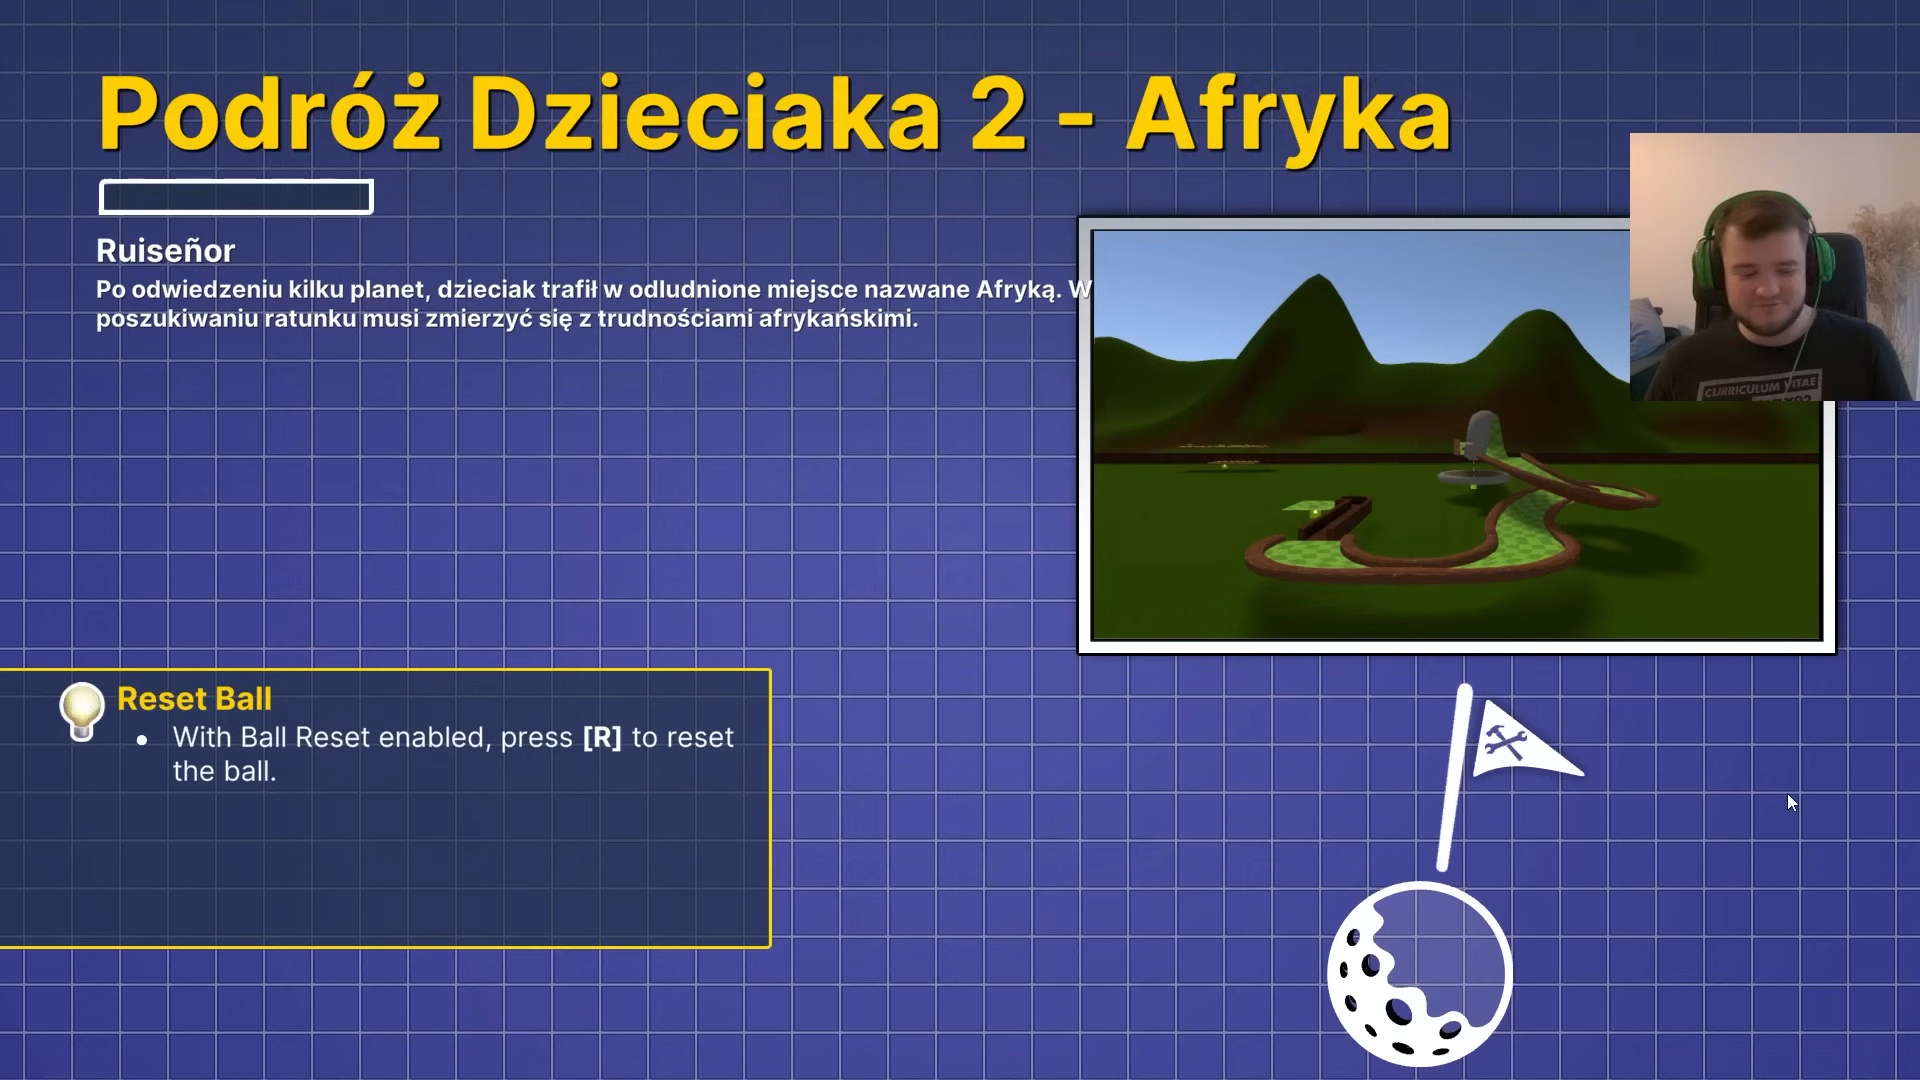 Podróż Dzieciaka 2 - Afryka
Ruiseñor
Po odwiedzeniu kilku planet, dzieciak trafił w odludnione miejsce nazwane Afryką. W
poszukiwaniu ratunku musi zmierzyć się z trudnościami afrykańskimi.
CURRICULUM VITAE
Reset Ball
• With Ball Reset enabled, press [R] to reset
the ball.